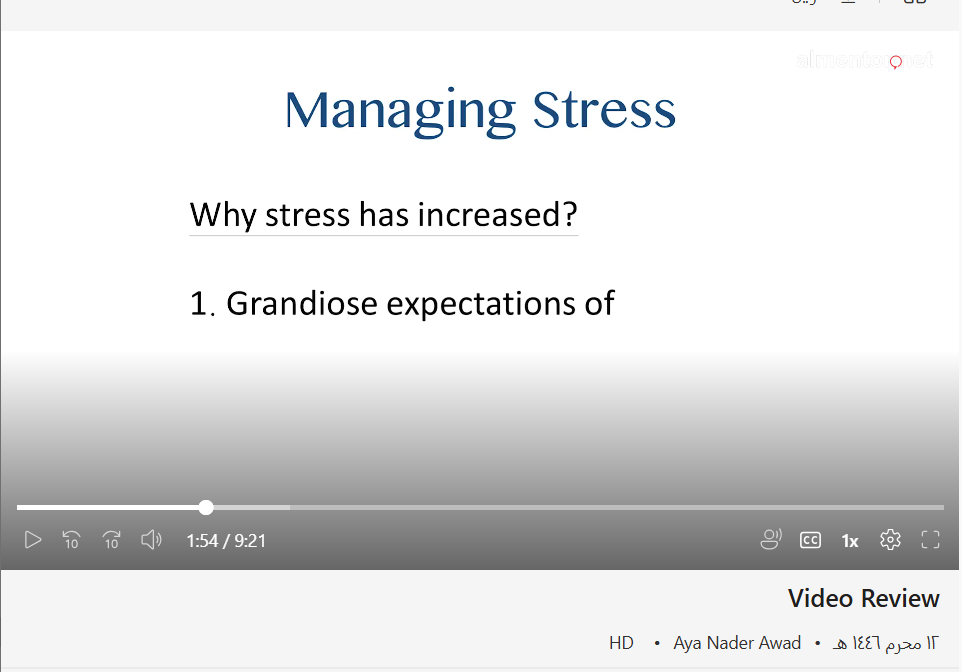 almentor.net
Managing Stress
Why stress has increased?
1. Grandiose expectations of
10 10 1:54 / 9:21 CC 1x
Video Review
HD • Aya Nader Awad • ١٢ محرم ١٤٤٦ هـ